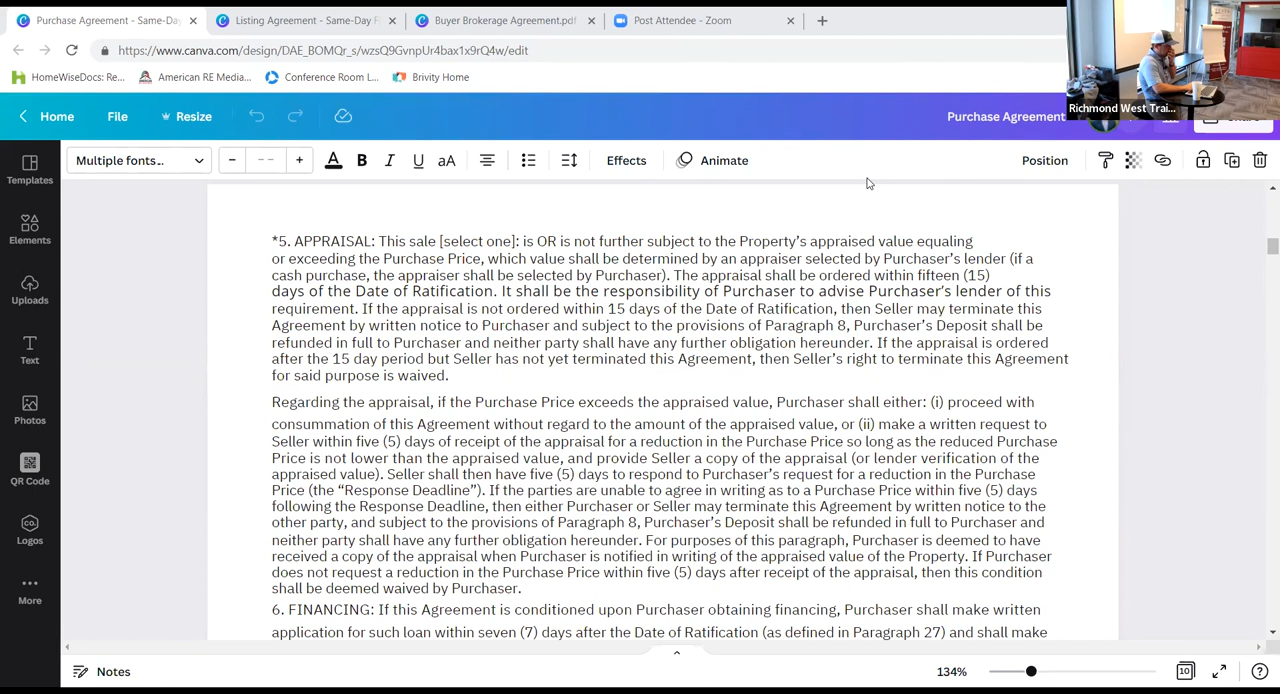 Purchase Agreement - Same-Day
Listing Agreement - Same-Day F
Buyer Brokerage Agreement.pdf
Post Attendee - Zoom
https://www.canva.com/design/DAE_BOMQr_s/wzsQ9GvnpUr4bax1x9rQ4w/edit
HomeWiseDocs: Re...
American RE Media...
Conference Room L...
Brivity Home
Richmond West Trai...
Home
File
Resize
Purchase Agreement
Multiple fonts...
- -
aA
Effects
Animate
Position
Templates
Elements
Uploads
Text
Photos
QR Code
Logos
More
*5. APPRAISAL: This sale [select one]: is OR is not further subject to the Property's appraised value equaling
or exceeding the Purchase Price, which value shall be determined by an appraiser selected by Purchaser's lender (if a
cash purchase, the appraiser shall be selected by Purchaser). The appraisal shall be ordered within fifteen (15)
days of the Date of Ratification. It shall be the responsibility of Purchaser to advise Purchaser's lender of this
requirement. If the appraisal is not ordered within 15 days of the Date of Ratification, then Seller may terminate this
Agreement by written notice to Purchaser and subject to the provisions of Paragraph 8, Purchaser's Deposit shall be
refunded in full to Purchaser and neither party shall have any further obligation hereunder. If the appraisal is ordered
after the 15 day period but Seller has not yet terminated this Agreement, then Seller's right to terminate this Agreement
for said purpose is waived.
Regarding the appraisal, if the Purchase Price exceeds the appraised value, Purchaser shall either: (i) proceed with
consummation of this Agreement without regard to the amount of the appraised value, or (ii) make a written request to
Seller within five (5) days of receipt of the appraisal for a reduction in the Purchase Price so long as the reduced Purchase
Price is not lower than the appraised value, and provide Seller a copy of the appraisal (or lender verification of the
appraised value). Seller shall then have five (5) days to respond to Purchaser's request for a reduction in the Purchase
Price (the “Response Deadline”). If the parties are unable to agree in writing as to a Purchase Price within five (5) days
following the Response Deadline, then either Purchaser or Seller may terminate this Agreement by written notice to the
other party, and subject to the provisions of Paragraph 8, Purchaser's Deposit shall be refunded in full to Purchaser and
neither party shall have any further obligation hereunder. For purposes of this paragraph, Purchaser is deemed to have
received a copy of the appraisal when Purchaser is notified in writing of the appraised value of the Property. If Purchaser
does not request a reduction in the Purchase Price within five (5) days after receipt of the appraisal, then this condition
shall be deemed waived by Purchaser.
6. FINANCING: If this Agreement is conditioned upon Purchaser obtaining financing, Purchaser shall make written
application for such loan within seven (7) days after the Date of Ratification (as defined in Paragraph 27) and shall make
Notes
134%
10